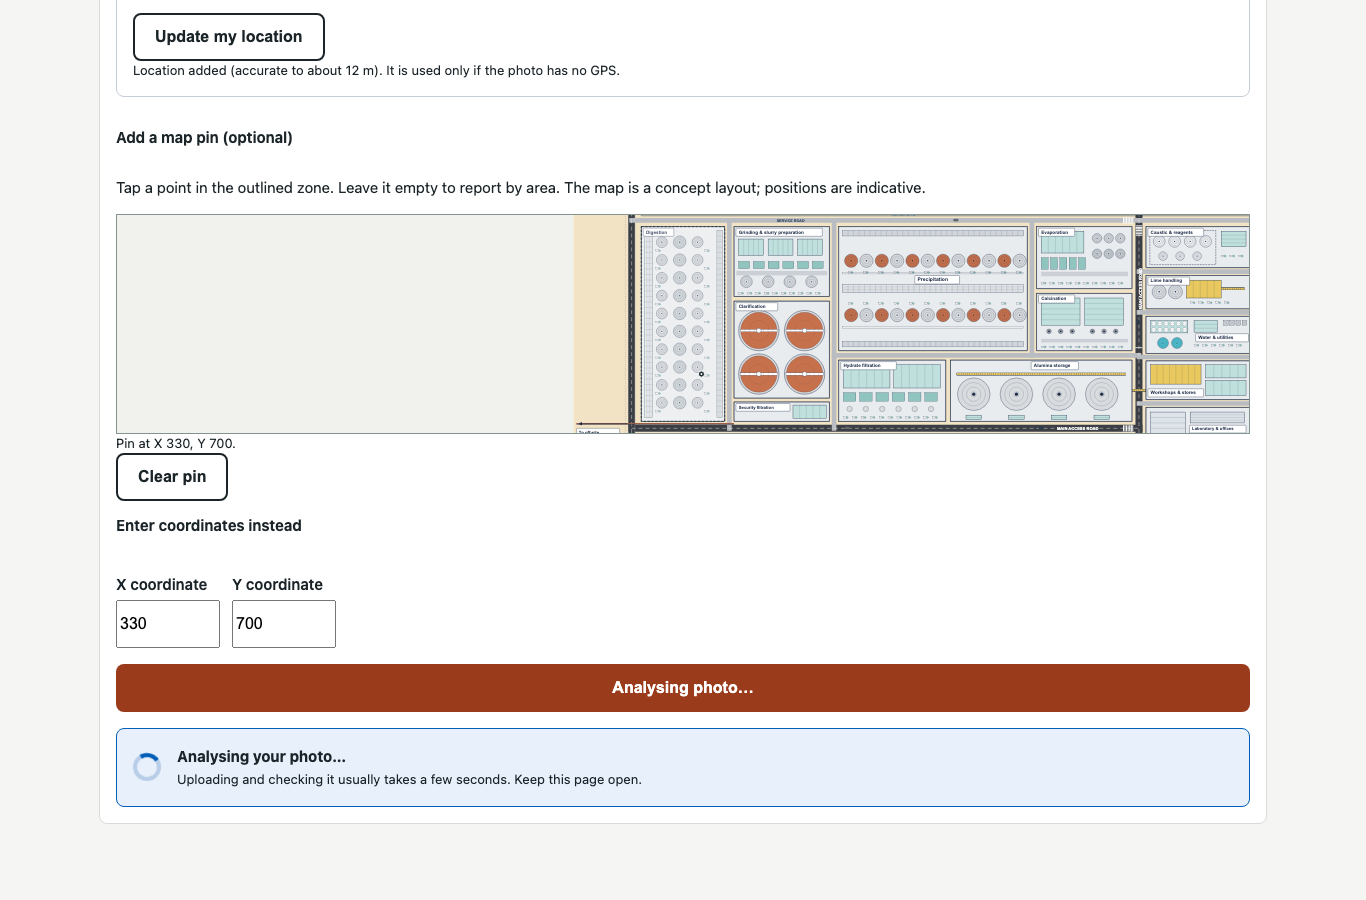 Update my location
Location added (accurate to about 12 m). It is used only if the photo has no GPS.
Add a map pin (optional)
Tap a point in the outlined zone. Leave it empty to report by area. The map is a concept layout; positions are indicative.
SERVICE ROAD
Digestion
Grinding & slurry preparation
Evaporation
Caustic & reagents
Precipitation
Lime handling
Calcination
Clarification
Water & utilities
Hydrate filtration
Alumina storage
Workshops & stores
Security filtration
MAIN ACCESS ROAD
Laboratory & offices
Pin at X 330, Y 700.
Clear pin
Enter coordinates instead
X coordinate
Y coordinate
330
700
Analysing photo…
Analysing your photo…
Uploading and checking it usually takes a few seconds. Keep this page open.